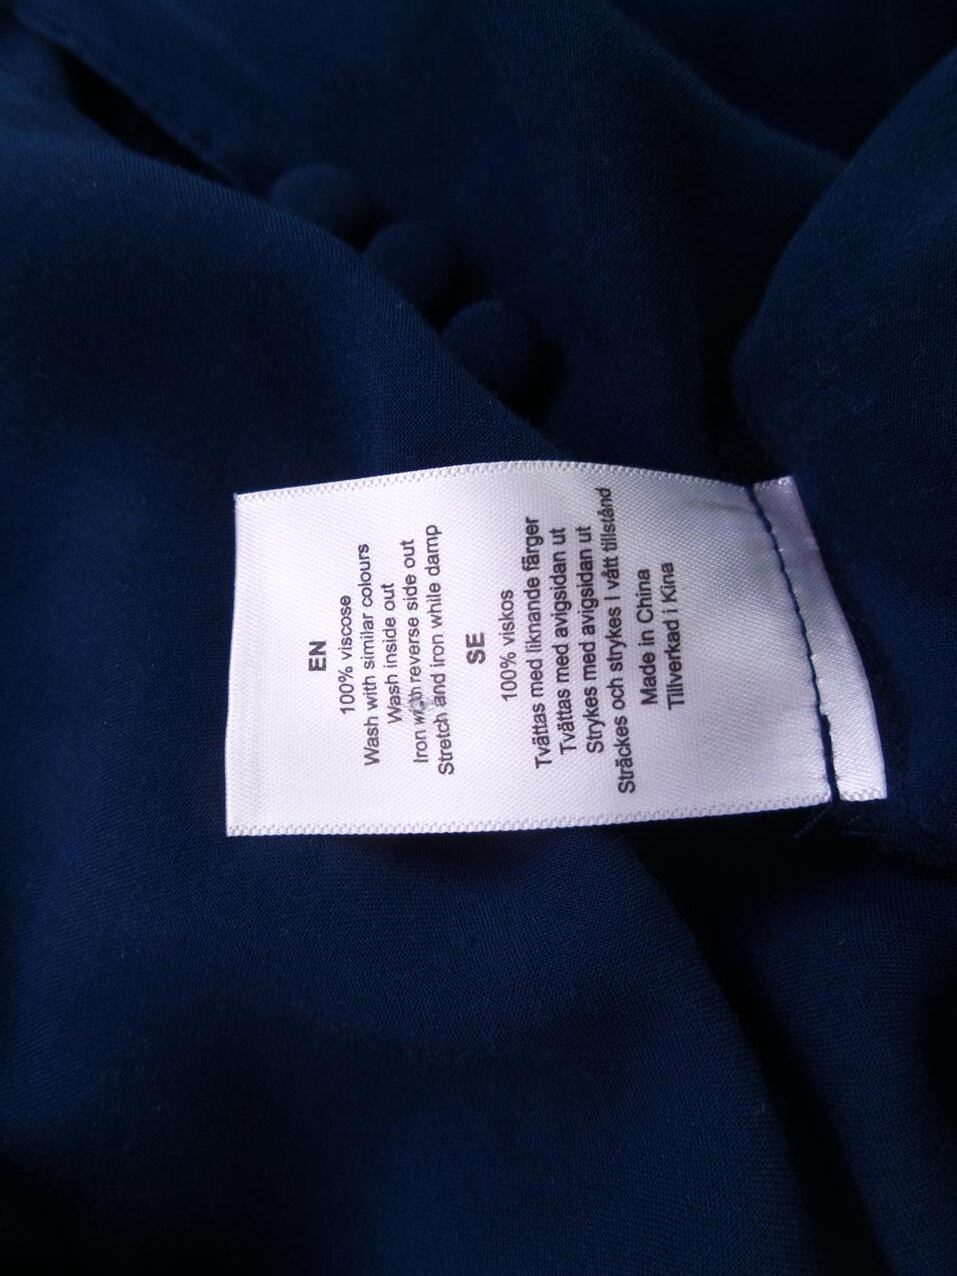 EN
100% viscose
Wash with similar colours
Wash inside out
Iron with reverse side out
Stretch and iron while damp
SE
100% viskos
Tvättas med liknande färger
Tvättas med avigsidan ut
Strykes med avigsidan ut
Sträckes och strykes I vått tillstånd
Made in China
Tillverkad i Kina